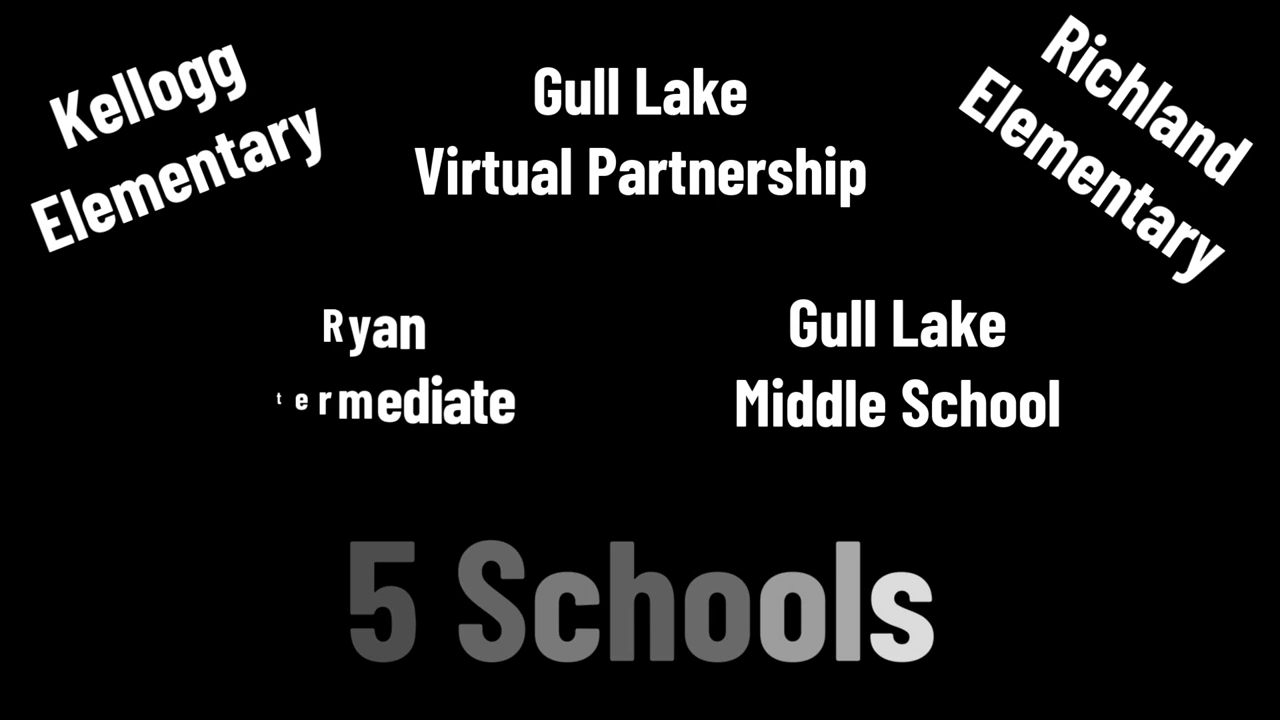 Kellogg
Elementary
Gull Lake
Virtual Partnership
Richland
Elementary
Ryan
termediate
Gull Lake
Middle School
5 Schools